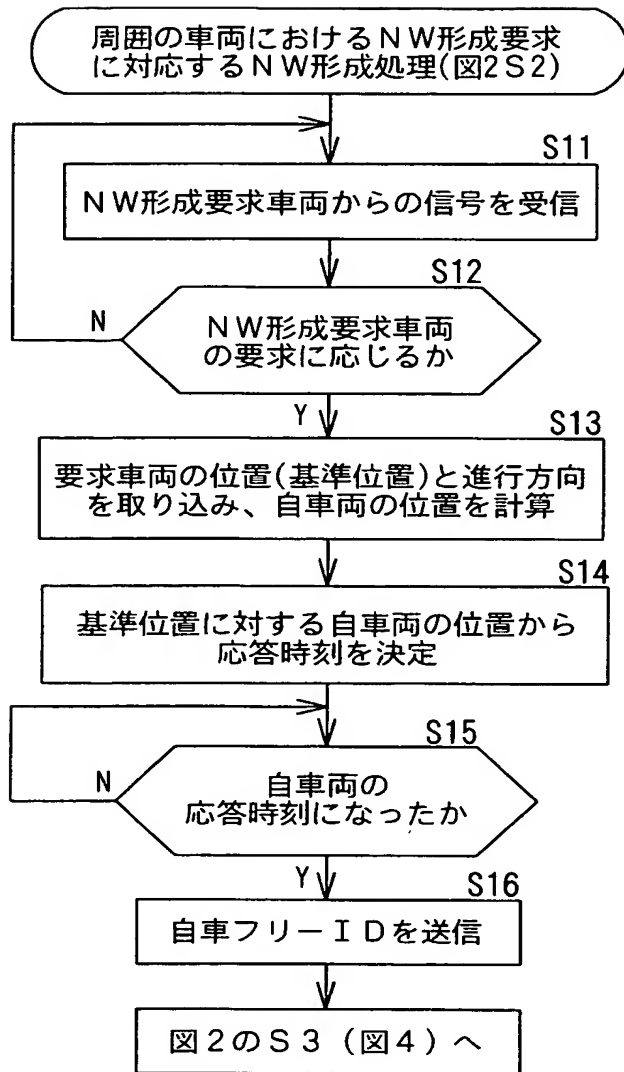 周囲の車両におけるNW形成要求
に対応するNW形成処理(図2S2)
S11
NW形成要求車両からの信号を受信
S12
N
NW形成要求車両
の要求に応じるか
Y
S13
要求車両の位置(基準位置)と進行方向
を取り込み、自車両の位置を計算
S14
基準位置に対する自車両の位置から
応答時刻を決定
S15
N
自車両の
応答時刻になったか
Y
S16
自車フリーIDを送信
図2のS3(図4)へ